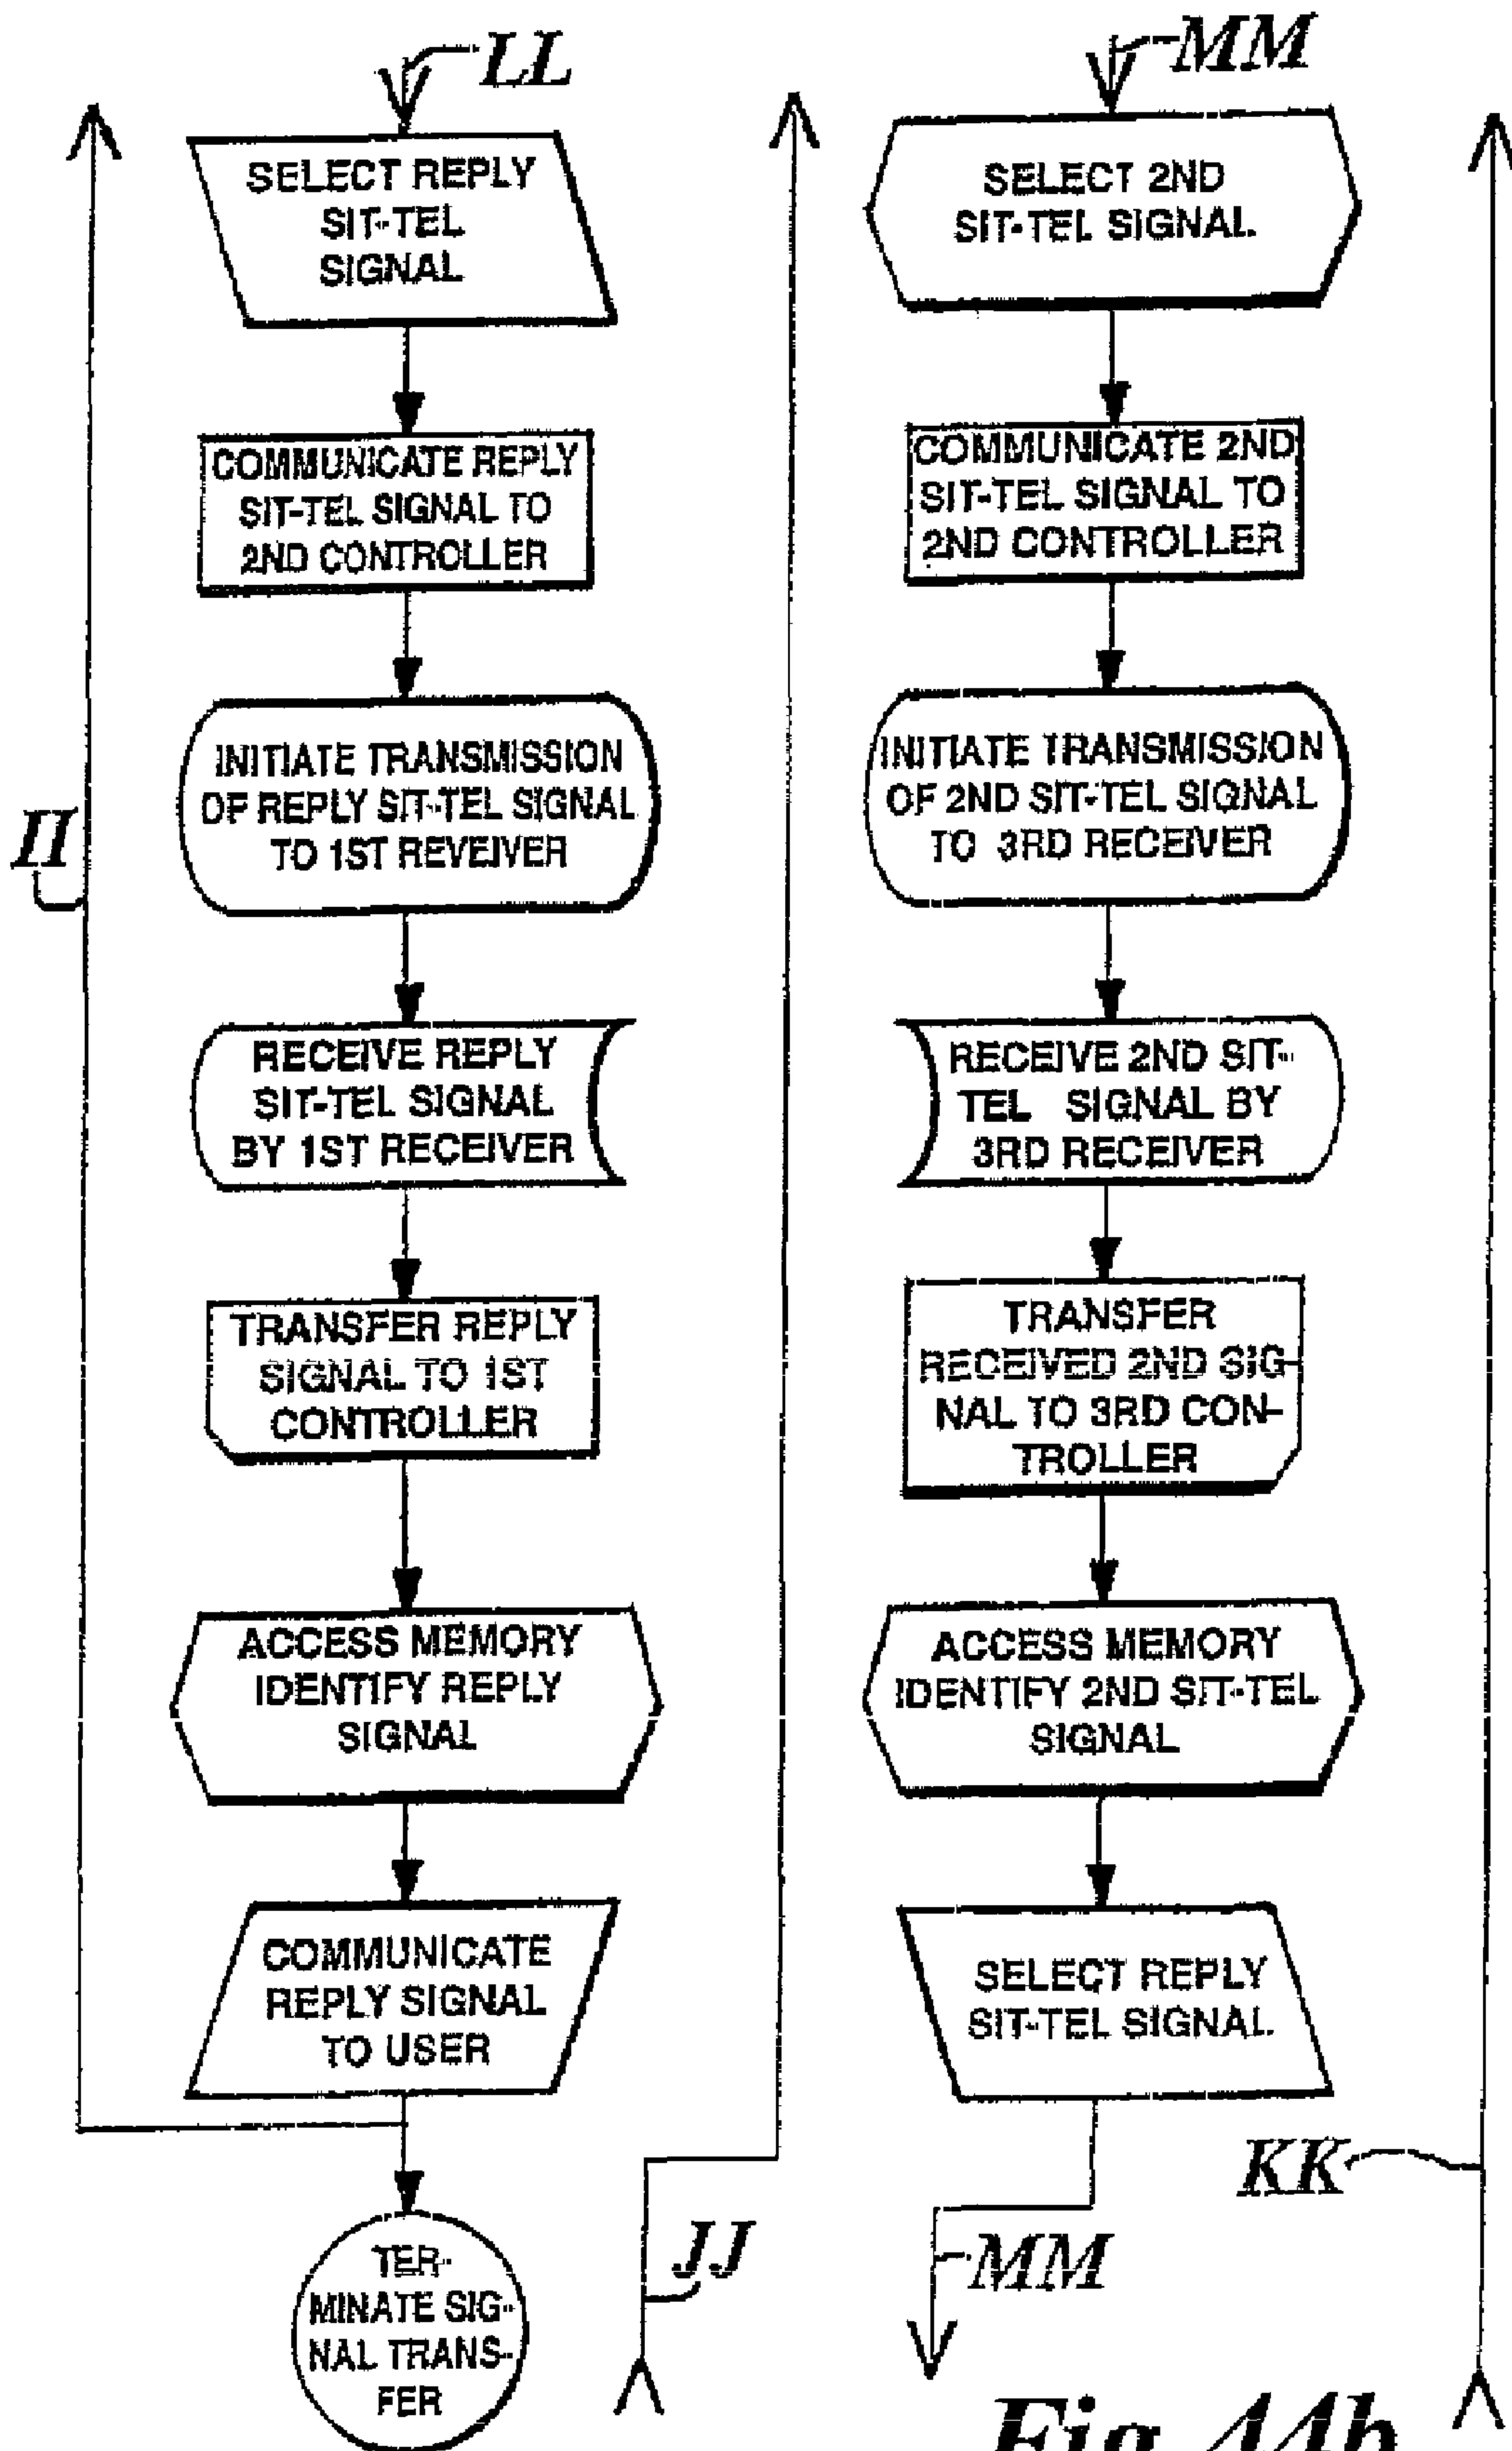 LL
SELECT REPLY
SIT-TEL
SIGNAL
COMMUNICATE REPLY
SIT-TEL SIGNAL TO
2ND CONTROLLER
INITIATE TRANSMISSION
OF REPLY SIT-TEL SIGNAL
TO 1ST REVEIVER
II
RECEIVE REPLY
SIT-TEL SIGNAL
BY 1ST RECEIVER
TRANSFER REPLY
SIGNAL TO 1ST
CONTROLLER
ACCESS MEMORY
IDENTIFY REPLY
SIGNAL
COMMUNICATE
REPLY SIGNAL
TO USER
TER-
MINATE SIG-
NAL TRANS-
FER
JJ
MM
SELECT 2ND
SIT-TEL SIGNAL
COMMUNICATE 2ND
SIT-TEL SIGNAL TO
2ND CONTROLLER
INITIATE TRANSMISSION
OF 2ND SIT-TEL SIGNAL
TO 3RD RECEIVER
RECEIVE 2ND SIT-
TEL SIGNAL BY
3RD RECEIVER
TRANSFER
RECEIVED 2ND SIG-
NAL TO 3RD CON-
TROLLER
ACCESS MEMORY
IDENTIFY 2ND SIT-TEL
SIGNAL
SELECT REPLY
SIT-TEL SIGNAL
KK
MM
Fig 44b